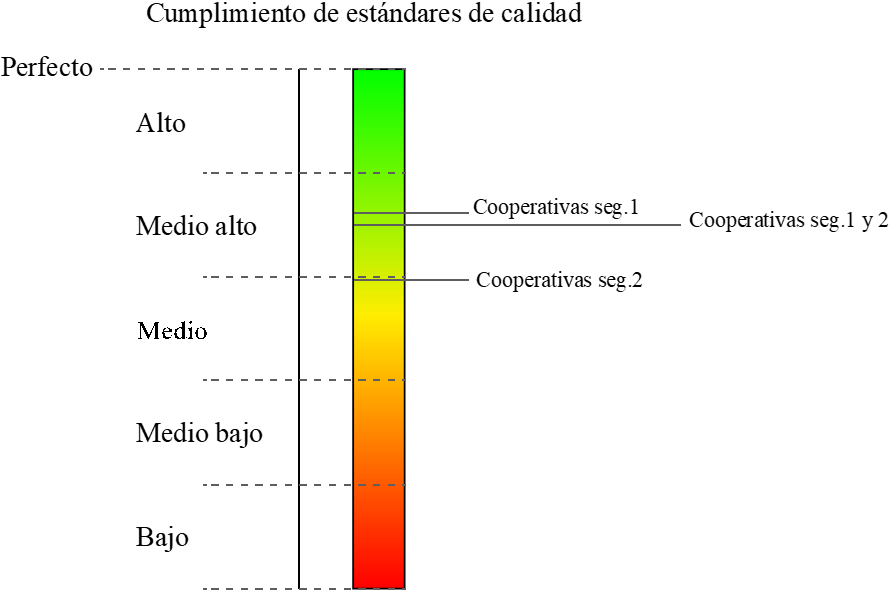 Cumplimiento de estándares de calidad
Perfecto
Alto
Cooperativas seg.1
Medio alto
Cooperativas seg.1 y 2
Cooperativas seg.2
Medio
Medio bajo
Bajo